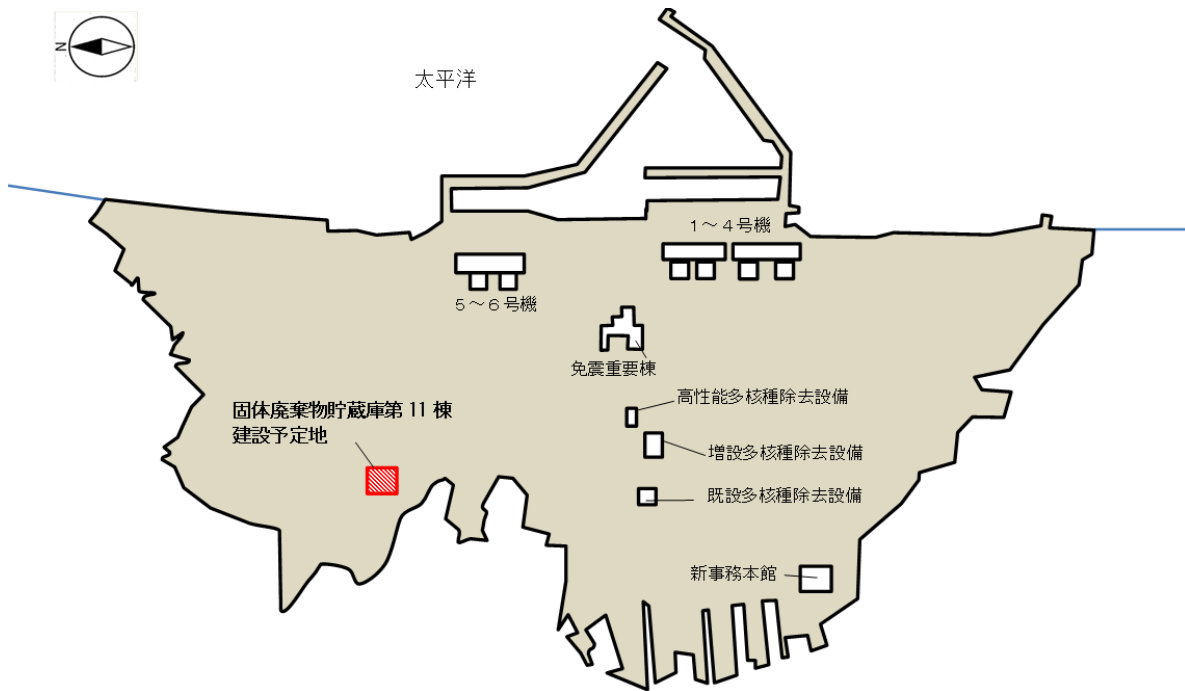 N
太平洋
1～4号機
5～6号機
免震重要棟
高性能多核種除去設備
固体廃棄物貯蔵庫第11棟
建設予定地
増設多核種除去設備
既設多核種除去設備
新事務本館